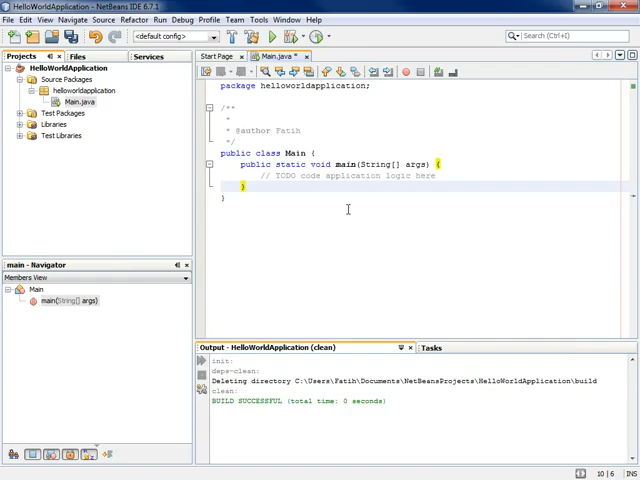 HelloWorldApplication - NetBeans IDE 6.7.1
File Edit View Navigate Source Refactor Run Debug Profile Team Tools Window Help
<default config>
Search (Ctrl+I)
Projects
Files
Services
Start Page
Main.java *
HelloWorldApplication
Source Packages
helloworldapplication
Main.java
Test Packages
Libraries
Test Libraries
package helloworldapplication;
/**
*
* @author Fatih
*/
public class Main {
public static void main(String[] args) {
// TODO code application logic here
}
}
main - Navigator
Members View
Main
main(String[] args)
Output - HelloWorldApplication (clean)
Tasks
init:
deps-clean:
Deleting directory C:\Users\Fatih\Documents\NetBeansProjects\HelloWorldApplication\build
clean:
BUILD SUCCESSFUL (total time: 0 seconds)
10 | 6 INS